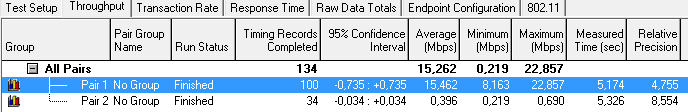 Test Setup Throughput Transaction Rate Response Time Raw Data Totals Endpoint Configuration 802.11
Group Pair Group Name Run Status Timing Records Completed 95% Confidence Interval Average (Mbps) Minimum (Mbps) Maximum (Mbps) Measured Time (sec) Relative Precision
All Pairs 134 15,262 0,219 22,857
Pair 1 No Group Finished 100 -0,735 : +0,735 15,462 8,163 22,857 5,174 4,755
Pair 2 No Group Finished 34 -0,034 : +0,034 0,396 0,219 0,690 5,326 8,554